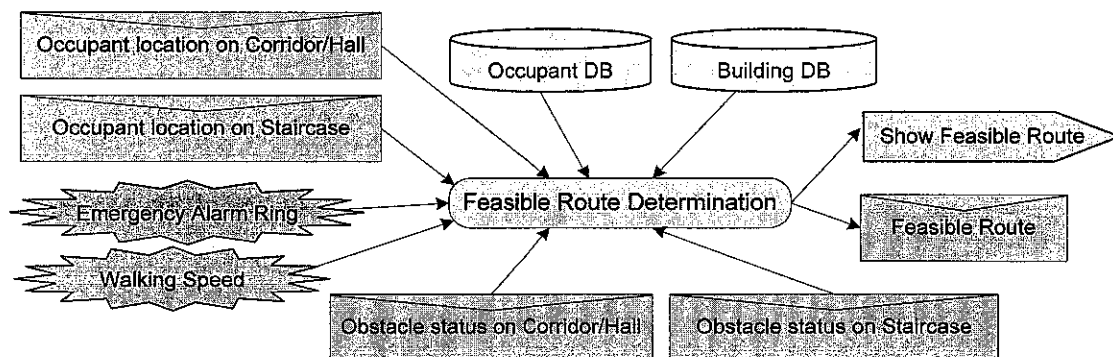 Occupant location on Corridor/Hall
Occupant DB
Building DB
Occupant location on Staircase
Show Feasible Route
Emergency Alarm Ring
Feasible Route Determination
Feasible Route
Walking Speed
Obstacle status on Corridor/Hall
Obstacle status on Staircase